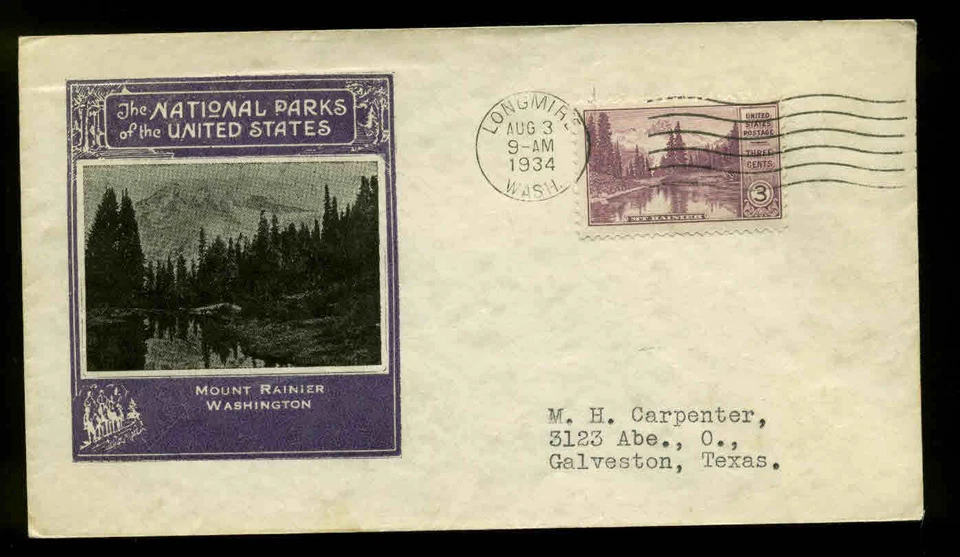 The NATIONAL PARKS
of the UNITED STATES
MOUNT RAINIER
WASHINGTON
LONGMIRE
AUG 3
9-AM
1934
WASH.
UNITED
STATES
POSTAGE
THREE
CENTS
3
MT. RAINIER
M. H. Carpenter,
3123 Abe., O.,
Galveston, Texas.